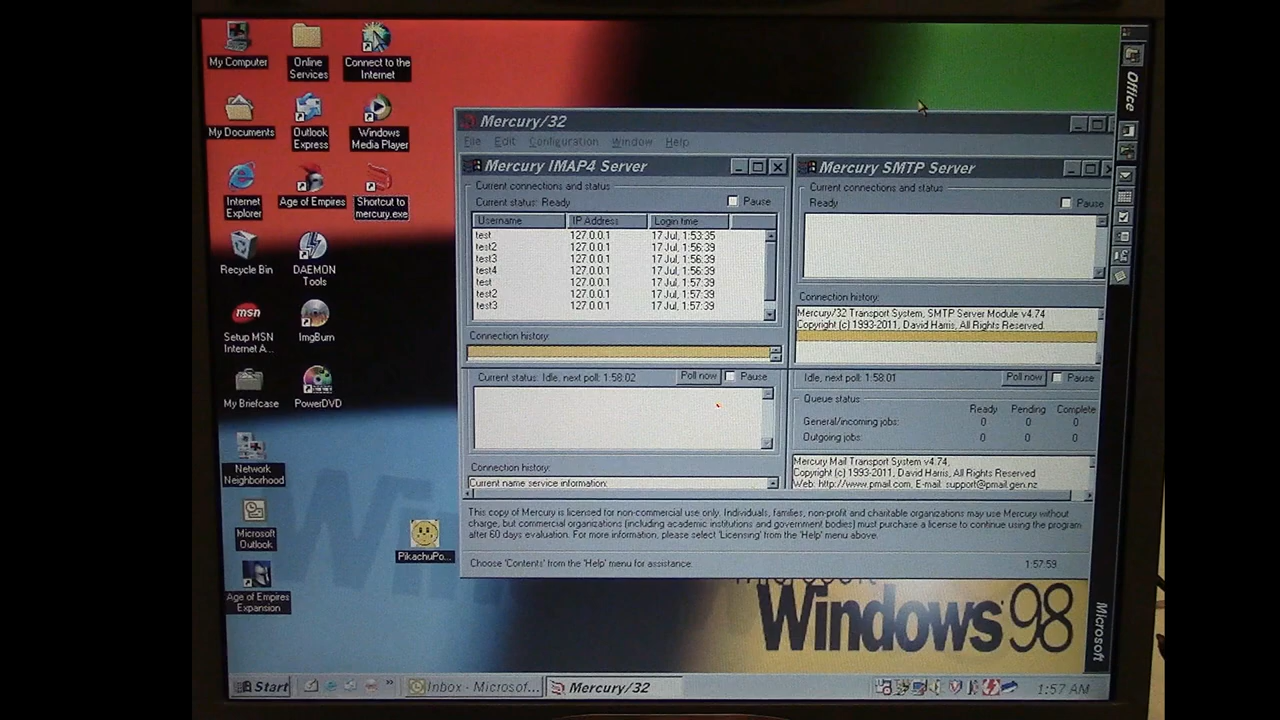 My Computer
Online Services
Connect to the Internet
My Documents
Outlook Express
Windows Media Player
Internet Explorer
Age of Empires
Shortcut to mercury.exe
Recycle Bin
DAEMON Tools
msn
Setup MSN Internet A...
ImgBurn
My Briefcase
PowerDVD
Network Neighborhood
Microsoft Outlook
PikachuPo...
Age of Empires Expansion
Mercury/32
File Edit Configuration Window Help
Mercury IMAP4 Server
Current connections and status
Current status: Ready
Pause
Username IP Address Login time
test 127.0.0.1 17 Jul, 1:53:35
test2 127.0.0.1 17 Jul, 1:56:39
test3 127.0.0.1 17 Jul, 1:56:39
test4 127.0.0.1 17 Jul, 1:56:39
test 127.0.0.1 17 Jul, 1:57:39
test2 127.0.0.1 17 Jul, 1:57:39
test3 127.0.0.1 17 Jul, 1:57:39
Connection history:
Current status: Idle, next poll: 1:58:02
Poll now
Pause
Connection history:
Current name service information:
Mercury SMTP Server
Current connections and status
Ready
Pause
Connection history:
Mercury/32 Transport System, SMTP Server Module v4.74
Copyright (c) 1993-2011, David Harris, All Rights Reserved.
Idle, next poll: 1:58:01
Poll now
Pause
Queue status
Ready Pending Complete
General/incoming jobs: 0 0 0
Outgoing jobs: 0 0 0
Mercury Mail Transport System v4.74,
Copyright (c) 1993-2011, David Harris, All Rights Reserved
Web: http://www.pmail.com, E-mail: support@pmail.gen.nz
This copy of Mercury is licensed for non-commercial use only. Individuals, families, non-profit and charitable organizations may use Mercury without
charge, but commercial organizations (including academic institutions and government bodies) must purchase a license to continue using the program
after 60 days evaluation. For more information, please select 'Licensing' from the 'Help' menu above.
Choose 'Contents' from the 'Help' menu for assistance.
1:57:59
Microsoft
Windows 98
Office
Microsoft
Start
Inbox - Microsof...
Mercury/32
1:57 AM